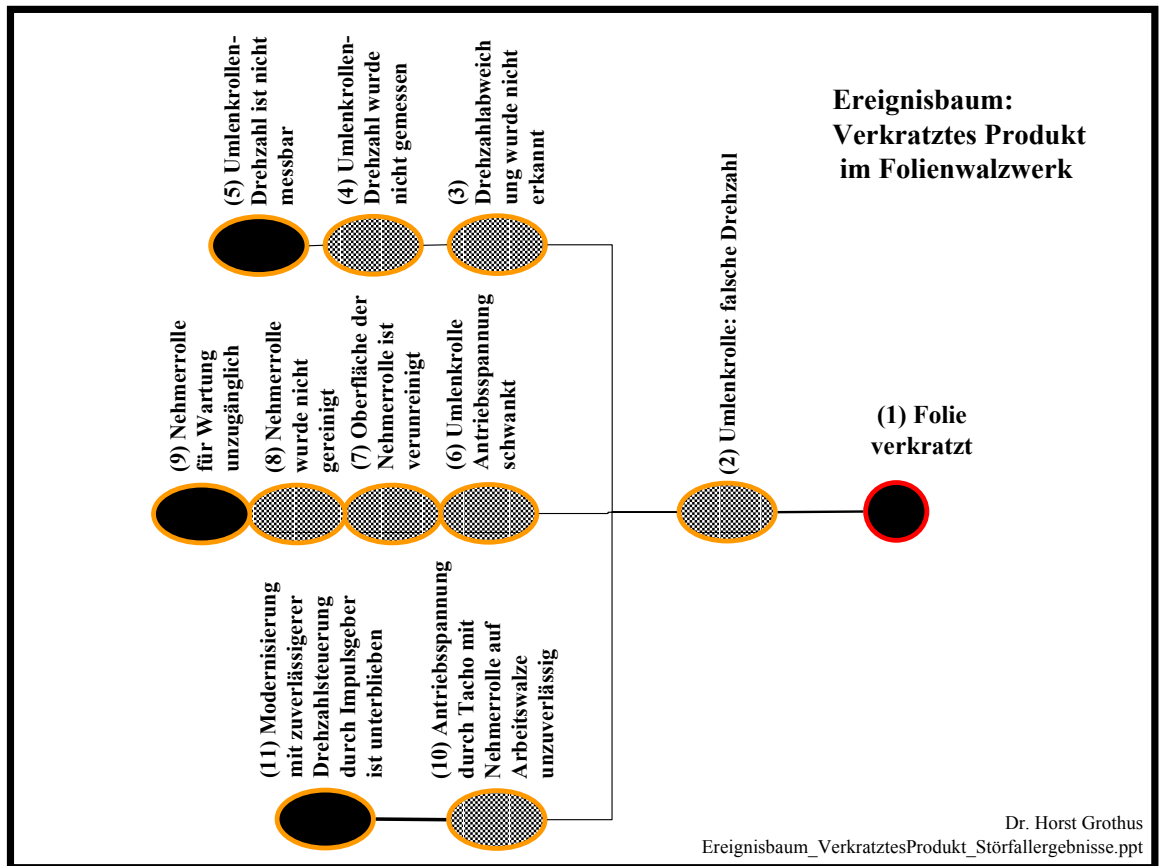 Ereignisbaum:
Verkratztes Produkt
im Folienwalzwerk
(5) Umlenkrollen-
Drehzahl ist nicht
messbar
(4) Umlenkrollen-
Drehzahl wurde
nicht gemessen
(3)
Drehzahlabweich
ung wurde nicht
erkannt
(9) Nehmerrolle
für Wartung
unzugänglich
(8) Nehmerrolle
wurde nicht
gereinigt
(7) Oberfläche der
Nehmerrolle ist
verunreinigt
(6) Umlenkrolle
Antriebsspannung
schwankt
(2) Umlenkrolle: falsche Drehzahl
(1) Folie
verkratzt
(11) Modernisierung
mit zuverlässigerer
Drehzahlsteuerung
durch Impulsgeber
ist unterblieben
(10) Antriebsspannung
durch Tacho mit
Nehmerrolle auf
Arbeitswalze
unzuverlässig
Dr. Horst Grothus
Ereignisbaum_VerkratztesProdukt_Störfallergebnisse.ppt